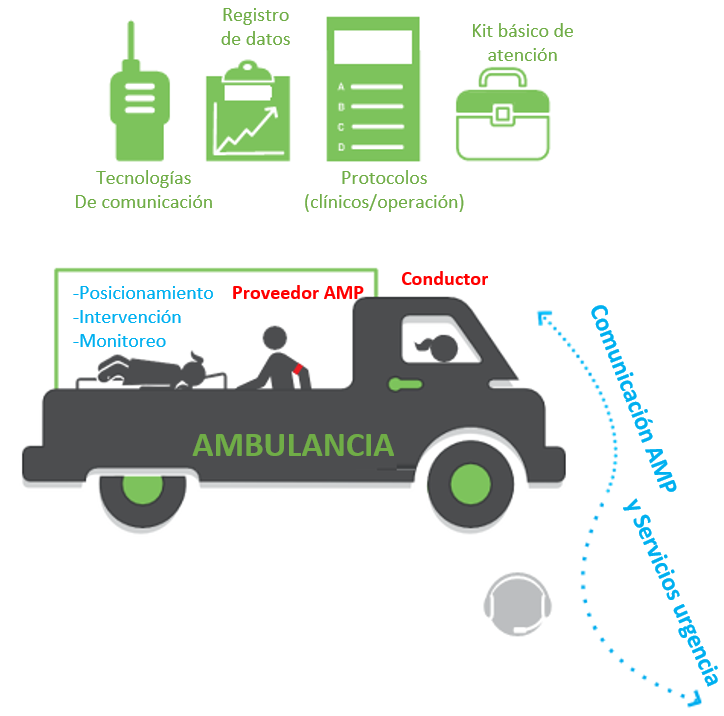 Registro
de datos
Kit básico de
atención
A
B
C
D
Tecnologías
De comunicación
Protocolos
(clínicos/operación)
-Posicionamiento
-Intervención
-Monitoreo
Proveedor AMP
Conductor
AMBULANCIA
Comunicación AMP
y Servicios urgencia